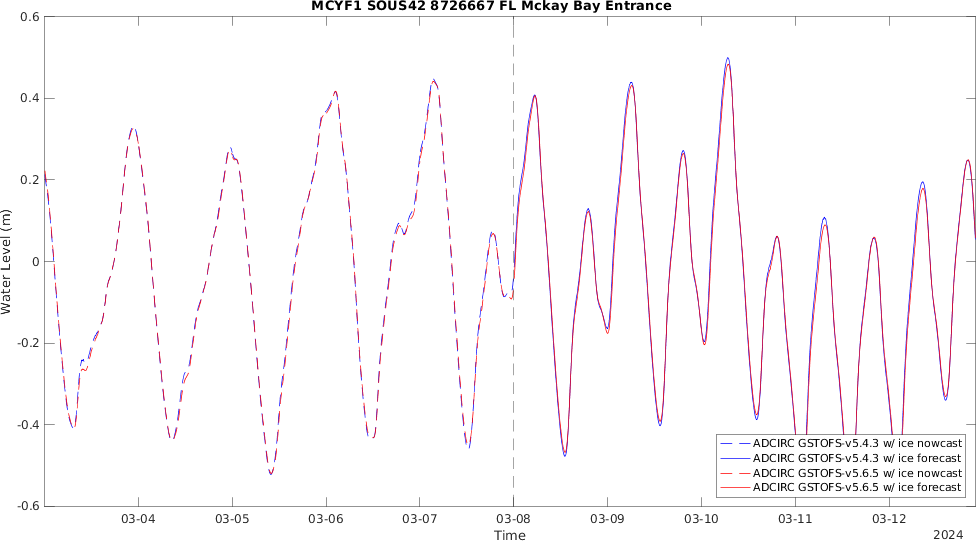 MCYF1 SOUS42 8726667 FL Mckay Bay Entrance
0.6
0.4
0.2
0
-0.2
-0.4
-0.6
Water Level (m)
03-04 03-05 03-06 03-07 03-08 03-09 03-10 03-11 03-12
Time
2024
ADCIRC GSTOFS-v5.4.3 w/ ice nowcast
ADCIRC GSTOFS-v5.4.3 w/ ice forecast
ADCIRC GSTOFS-v5.6.5 w/ ice nowcast
ADCIRC GSTOFS-v5.6.5 w/ ice forecast